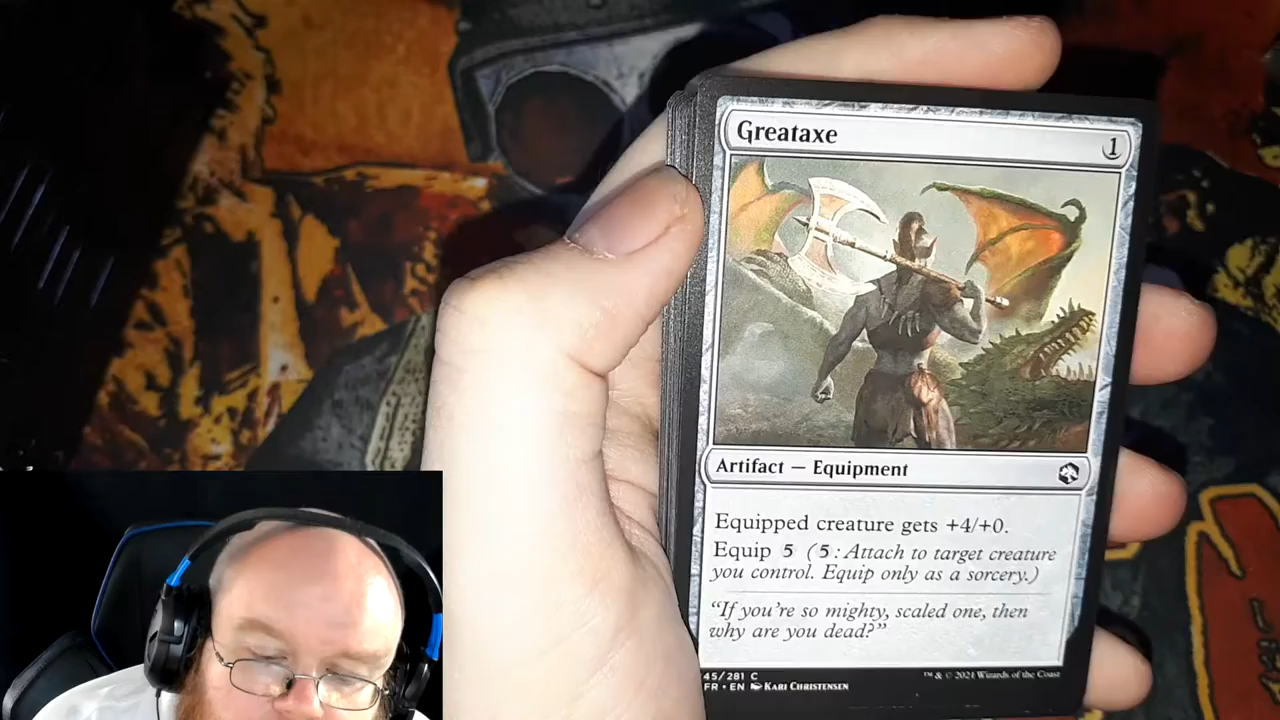 Greataxe 1
Artifact — Equipment
Equipped creature gets +4/+0.
Equip 5 (5: Attach to target creature
you control. Equip only as a sorcery.)
"If you're so mighty, scaled one, then
why are you dead?"
45/281 C
FR • EN Kari Christensen
™ & © 2021 Wizards of the Coast